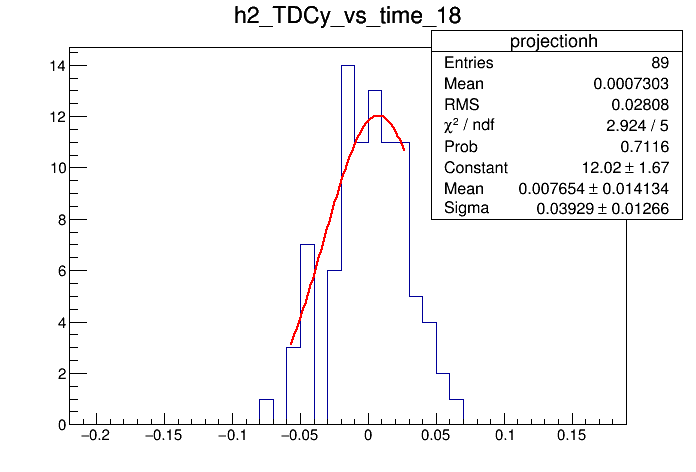 h2_TDCy_vs_time_18
projectionh
Entries 89
Mean 0.0007303
RMS 0.02808
χ² / ndf 2.924 / 5
Prob 0.7116
Constant 12.02 ± 1.67
Mean 0.007654 ± 0.014134
Sigma 0.03929 ± 0.01266
14
12
10
8
6
4
2
0
−0.2 −0.15 −0.1 −0.05 0 0.05 0.1 0.15